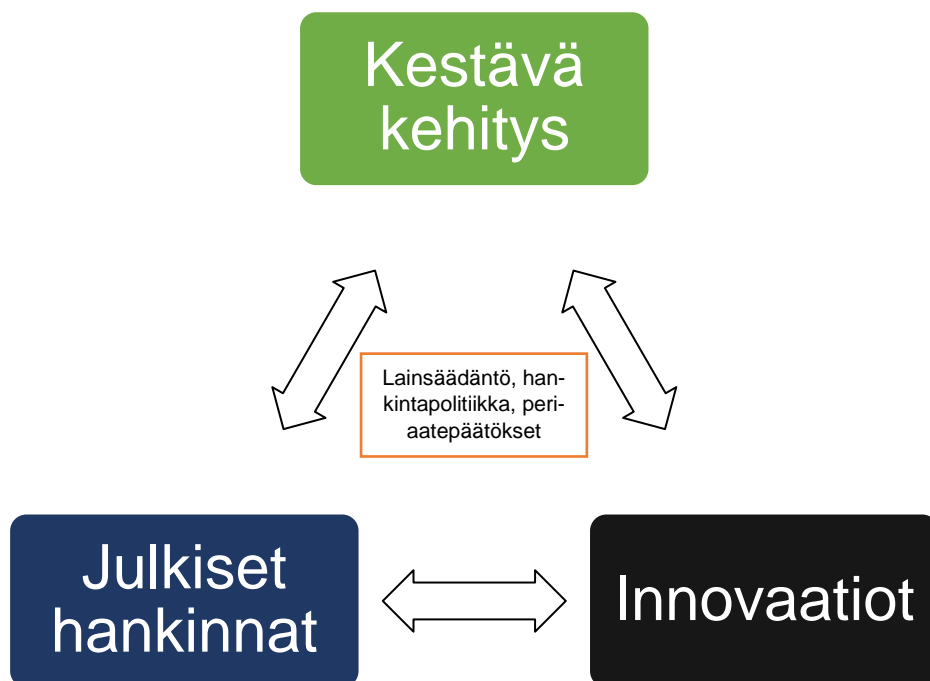 Kestävä
kehitys
Lainsäädäntö, han-
kintapolitiikka, peri-
aatepäätökset
Julkiset
hankinnat
Innovaatiot